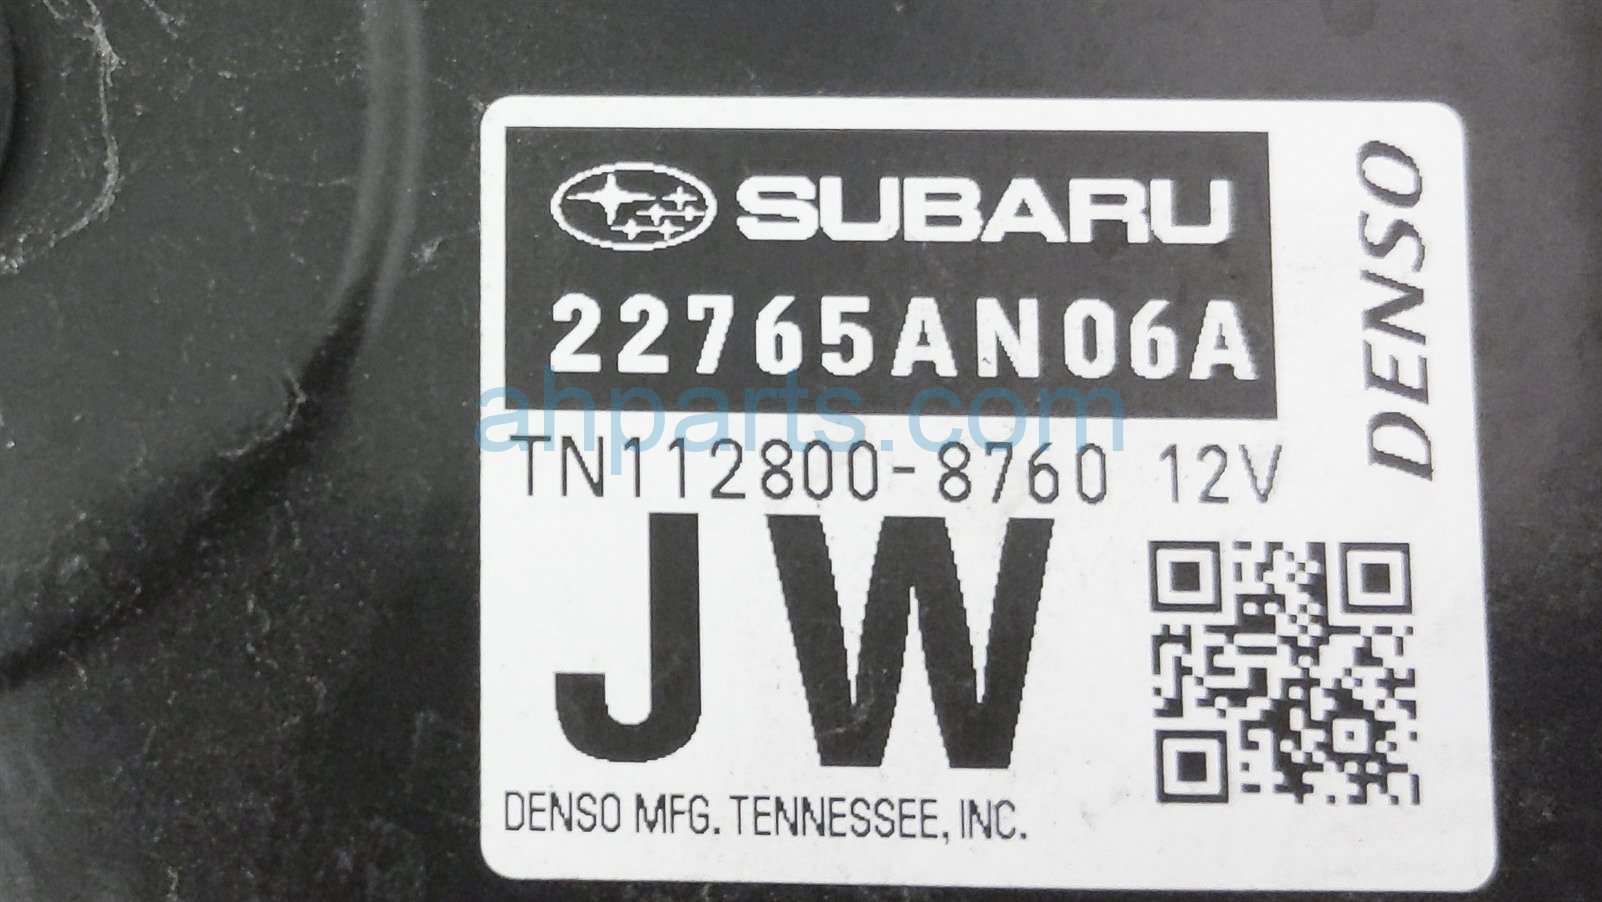 SUBARU
22765AN06A
TN112800-8760 12V
JW
DENSO MFG. TENNESSEE, INC.
DENSO
ahparts.com